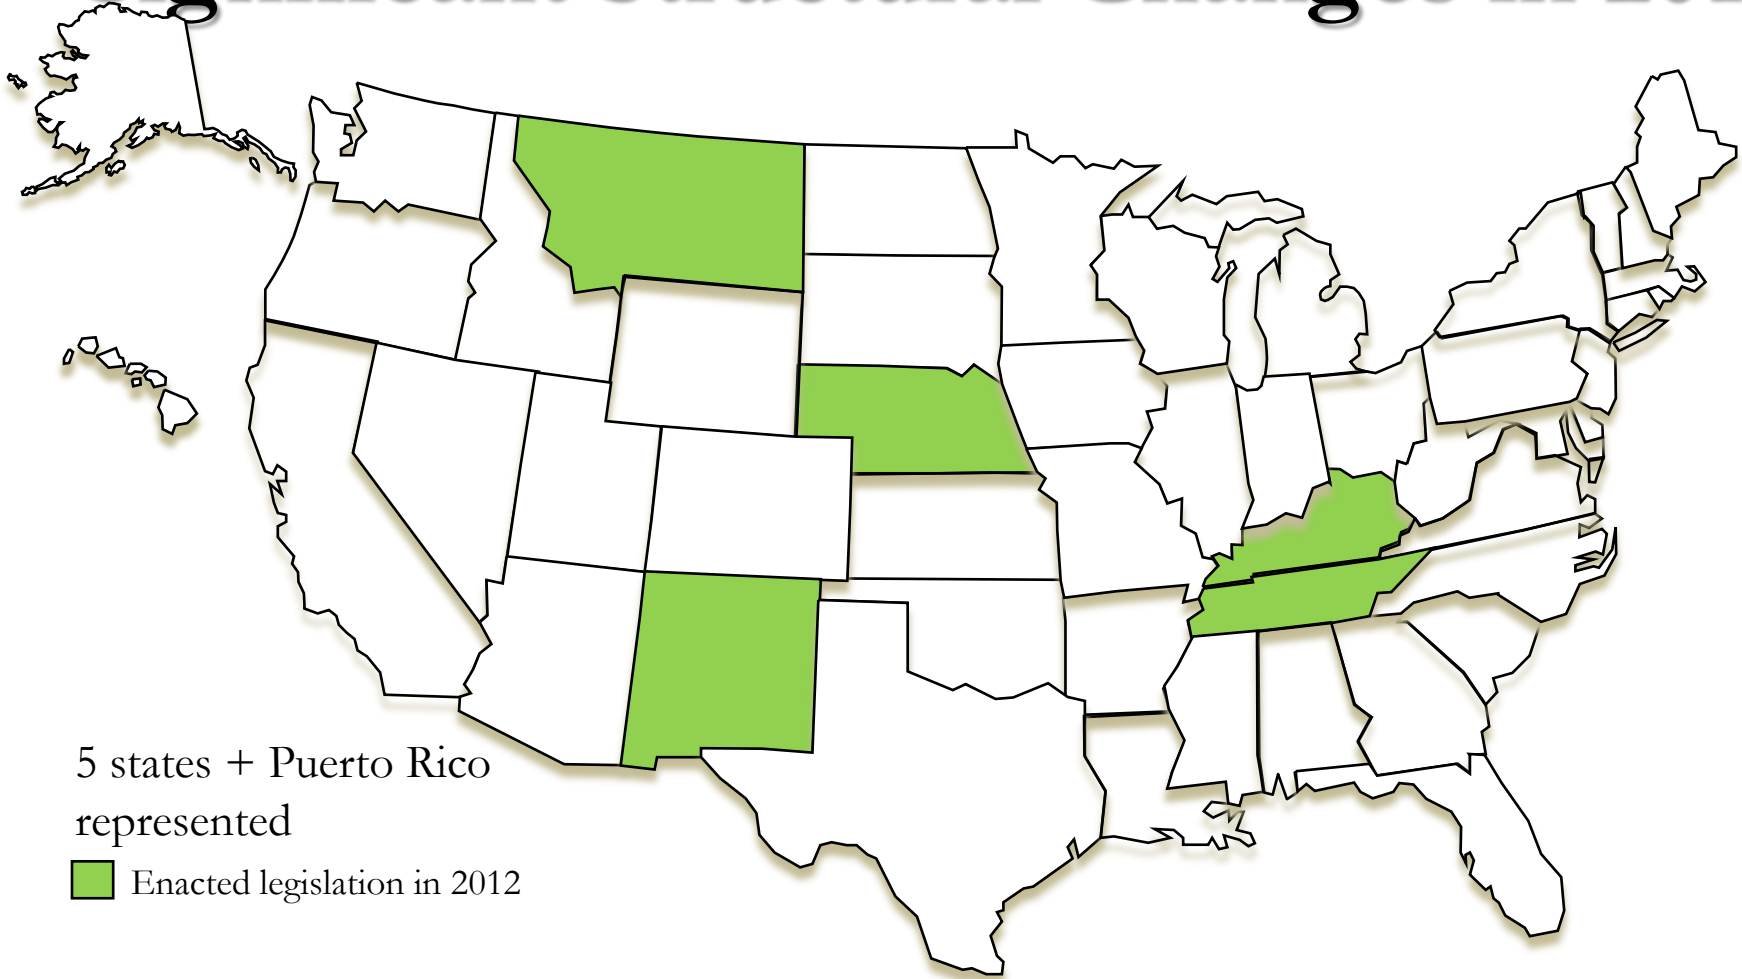 5 states + Puerto Rico
represented
Enacted legislation in 2012